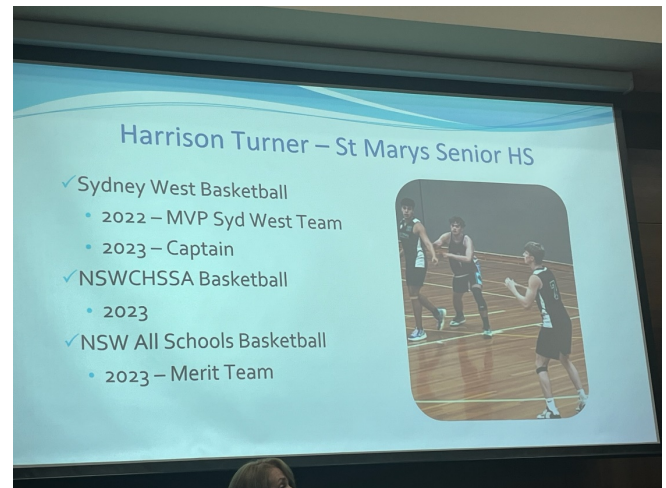 Harrison Turner – St Marys Senior HS
✓Sydney West Basketball
• 2022 – MVP Syd West Team
• 2023 – Captain
✓NSWCHSSA Basketball
• 2023
✓NSW All Schools Basketball
• 2023 – Merit Team